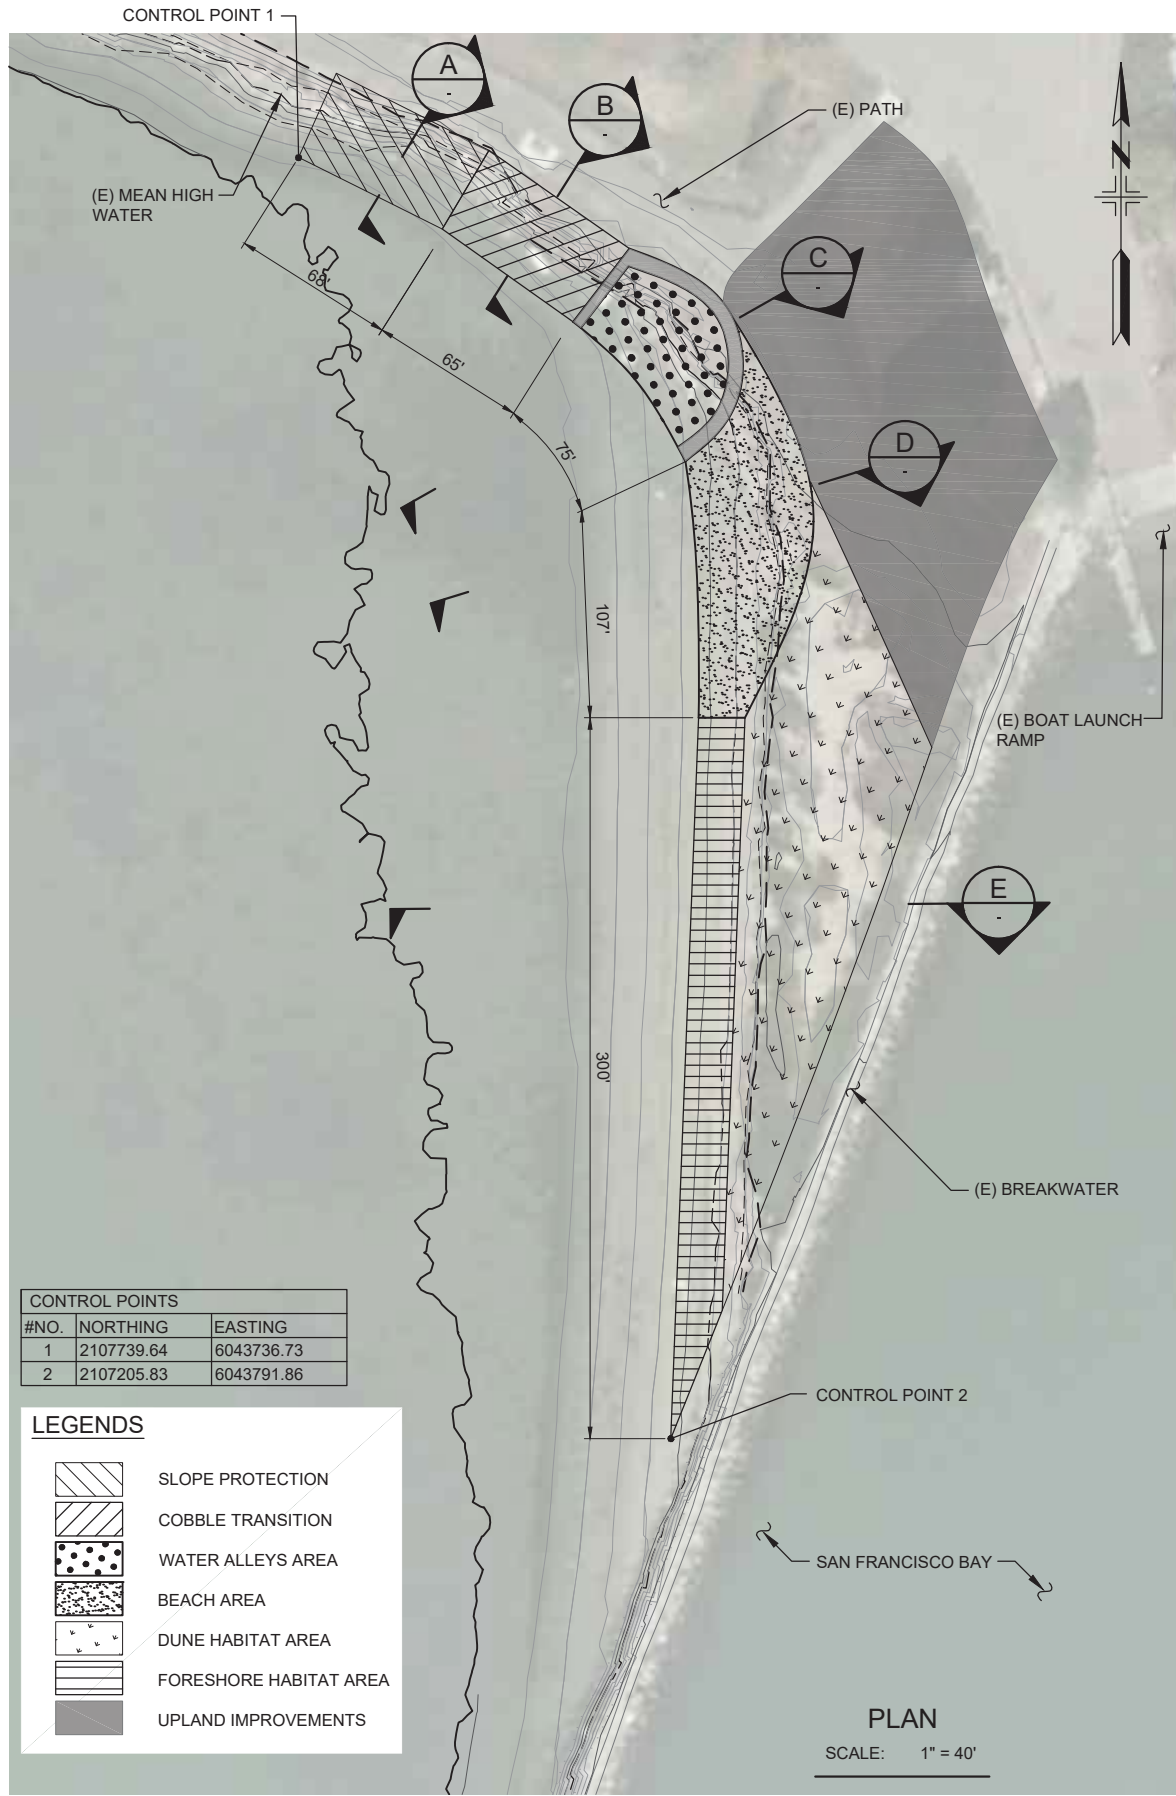 CONTROL POINT 1
A
-
B
-
(E) PATH
N
(E) MEAN HIGH
WATER
C
-
68'
65'
75'
D
-
107'
(E) BOAT LAUNCH
RAMP
E
-
300'
(E) BREAKWATER
CONTROL POINTS
#NO. NORTHING EASTING
1 2107739.64 6043736.73
2 2107205.83 6043791.86
CONTROL POINT 2
LEGENDS
SLOPE PROTECTION
COBBLE TRANSITION
WATER ALLEYS AREA
BEACH AREA
DUNE HABITAT AREA
FORESHORE HABITAT AREA
UPLAND IMPROVEMENTS
SAN FRANCISCO BAY
PLAN
SCALE: 1" = 40'